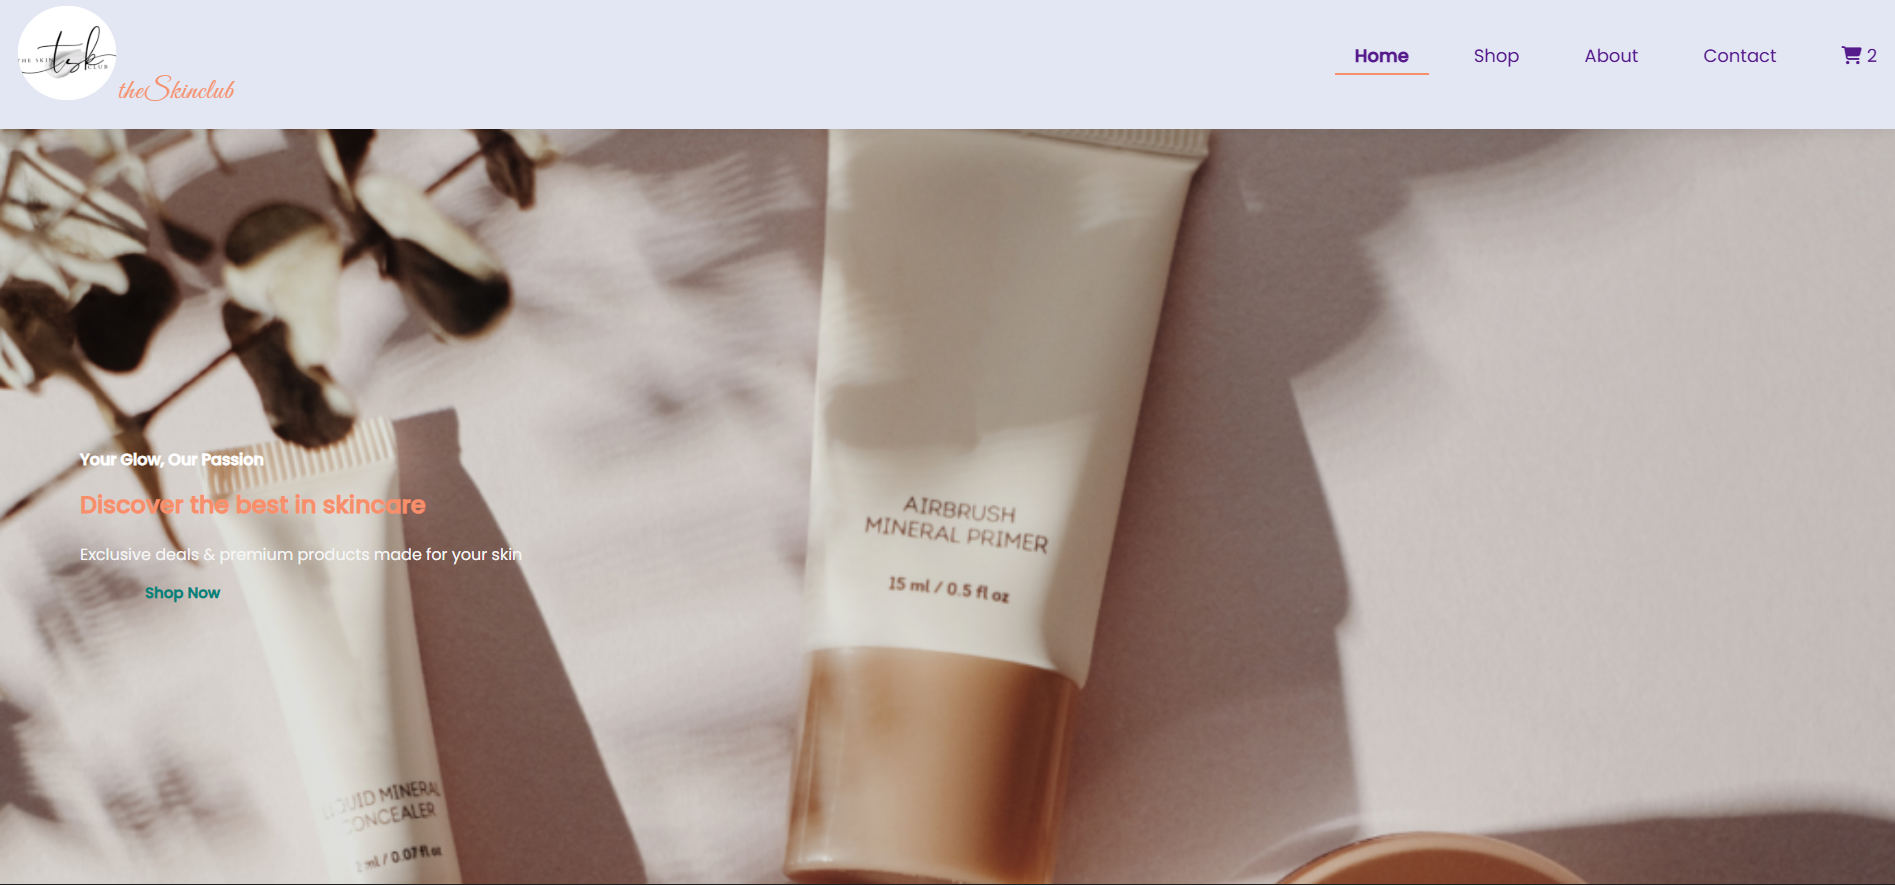 tsk
THE SKIN CLUB
theSkinclub
Home
Shop
About
Contact
2
Your Glow, Our Passion
Discover the best in skincare
Exclusive deals & premium products made for your skin
Shop Now
AIRBRUSH
MINERAL PRIMER
15 ml / 0.5 fl oz
LIQUID MINERAL
CONCEALER
ml / 0.07 fl oz